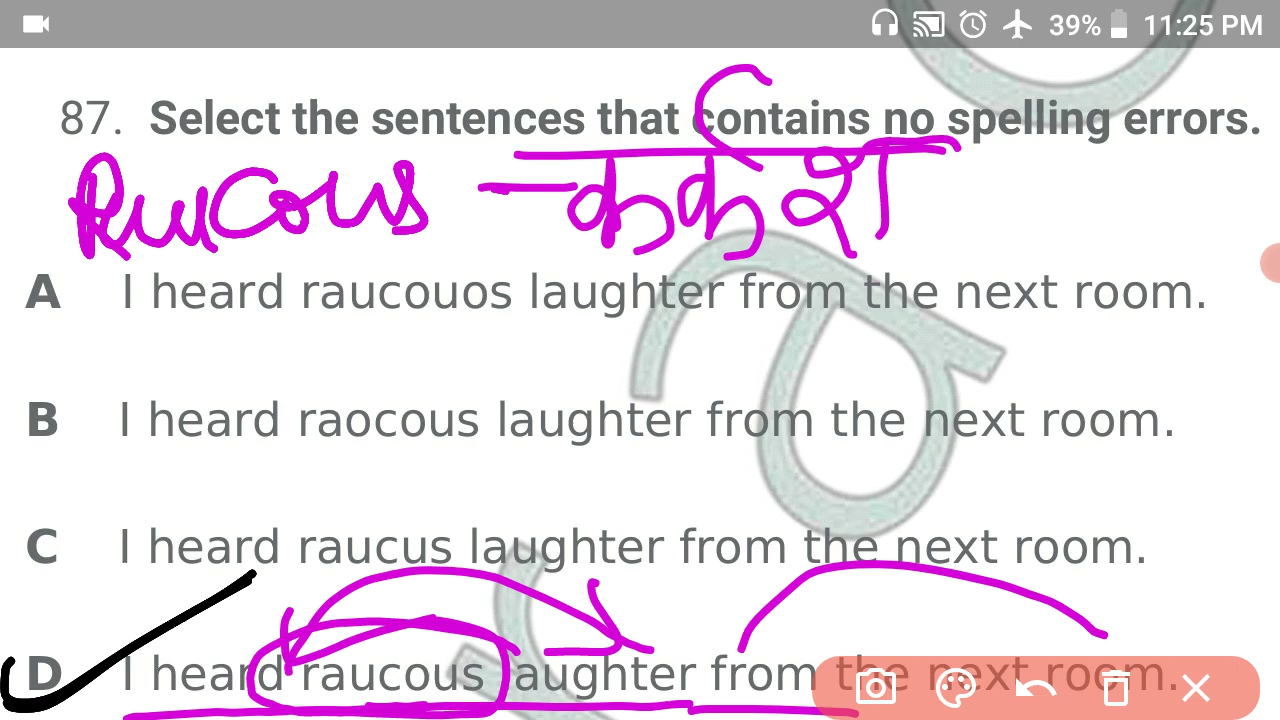 39% 11:25 PM
87. Select the sentences that contains no spelling errors.
Raucous - कर्कश
A I heard raucouos laughter from the next room.
B I heard raocous laughter from the next room.
C I heard raucus laughter from the next room.
D I heard raucous laughter from the next room.